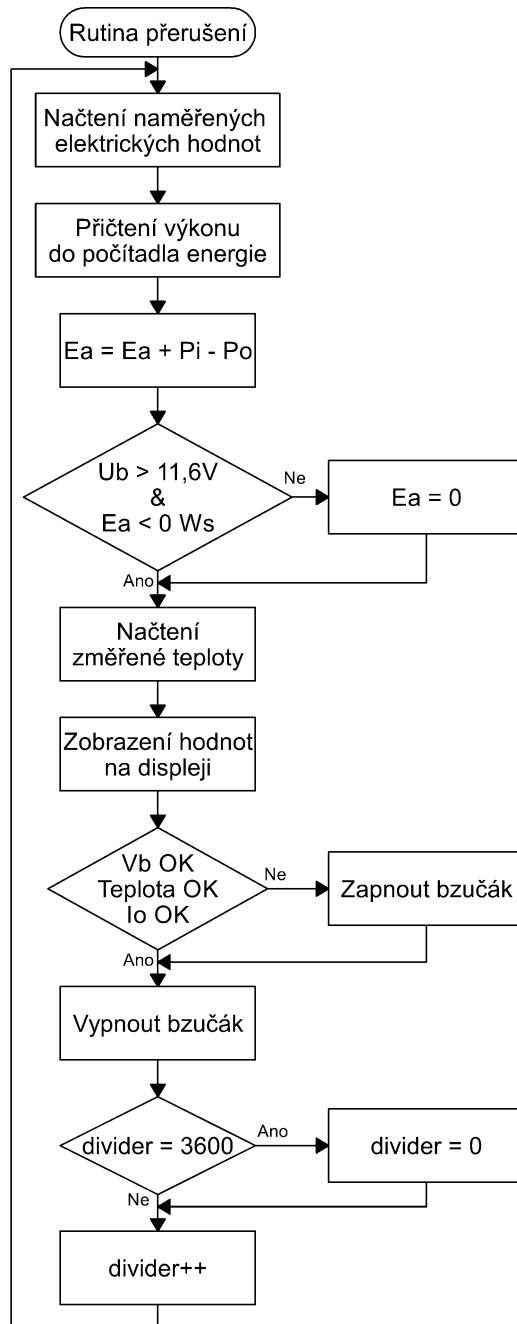 Rutina přerušení
Načtení naměřených
elektrických hodnot
Přičtení výkonu
do počítadla energie
Ea = Ea + Pi - Po
Ub > 11,6V
&
Ea < 0 Ws
Ne
Ea = 0
Ano
Načtení
změřené teploty
Zobrazení hodnot
na displeji
Vb OK
Teplota OK
Io OK
Ne
Zapnout bzučák
Ano
Vypnout bzučák
divider = 3600
Ano
divider = 0
Ne
divider++